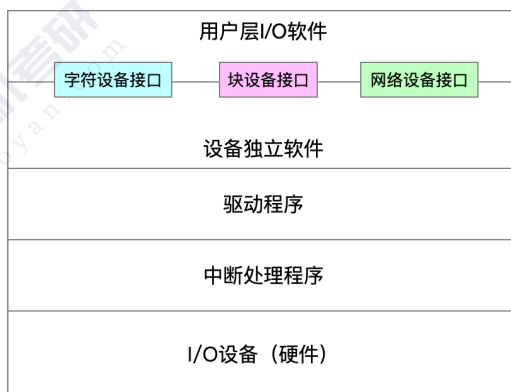 用户层I/O软件
字符设备接口 块设备接口 网络设备接口
设备独立软件
驱动程序
中断处理程序
I/O设备（硬件）